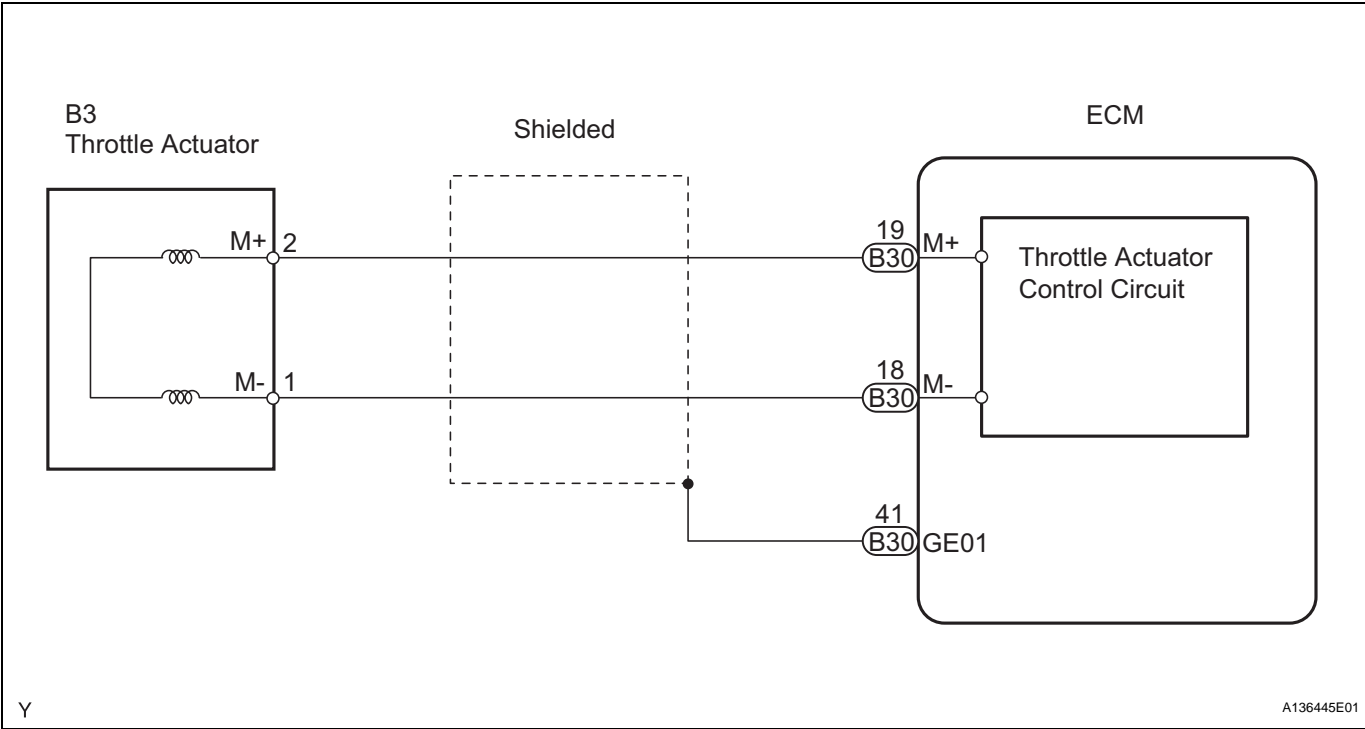 B3
Throttle Actuator
Shielded
ECM
M+ 2
19
B30 M+
Throttle Actuator
Control Circuit
M- 1
18
B30 M-
41
B30 GE01
Y
A136445E01